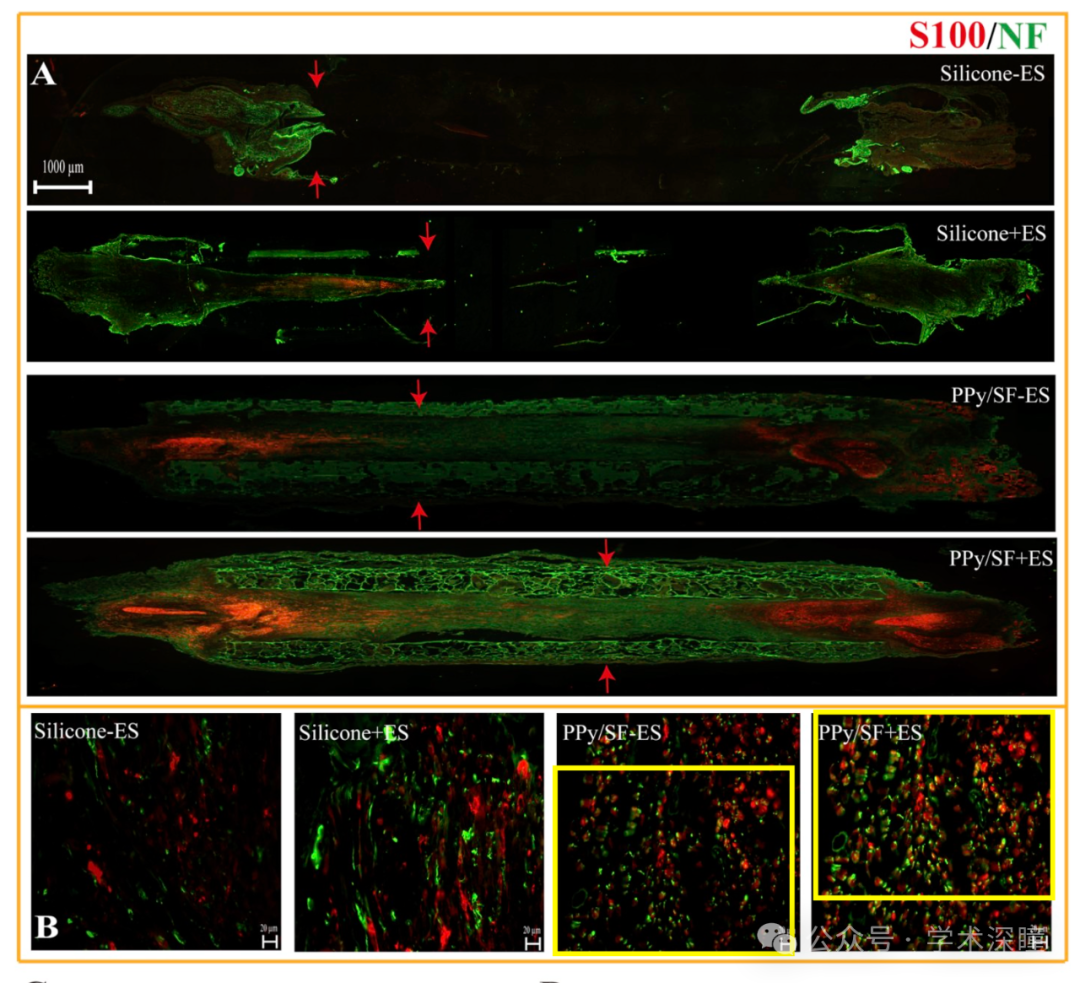 S100/NF
A
Silicone-ES
1000 μm
Silicone+ES
PPy/SF-ES
PPy/SF+ES
Silicone-ES
Silicone+ES
PPy/SF-ES
PPy/SF+ES
B
20 μm
20 μm
公众号 · 学术深瞳